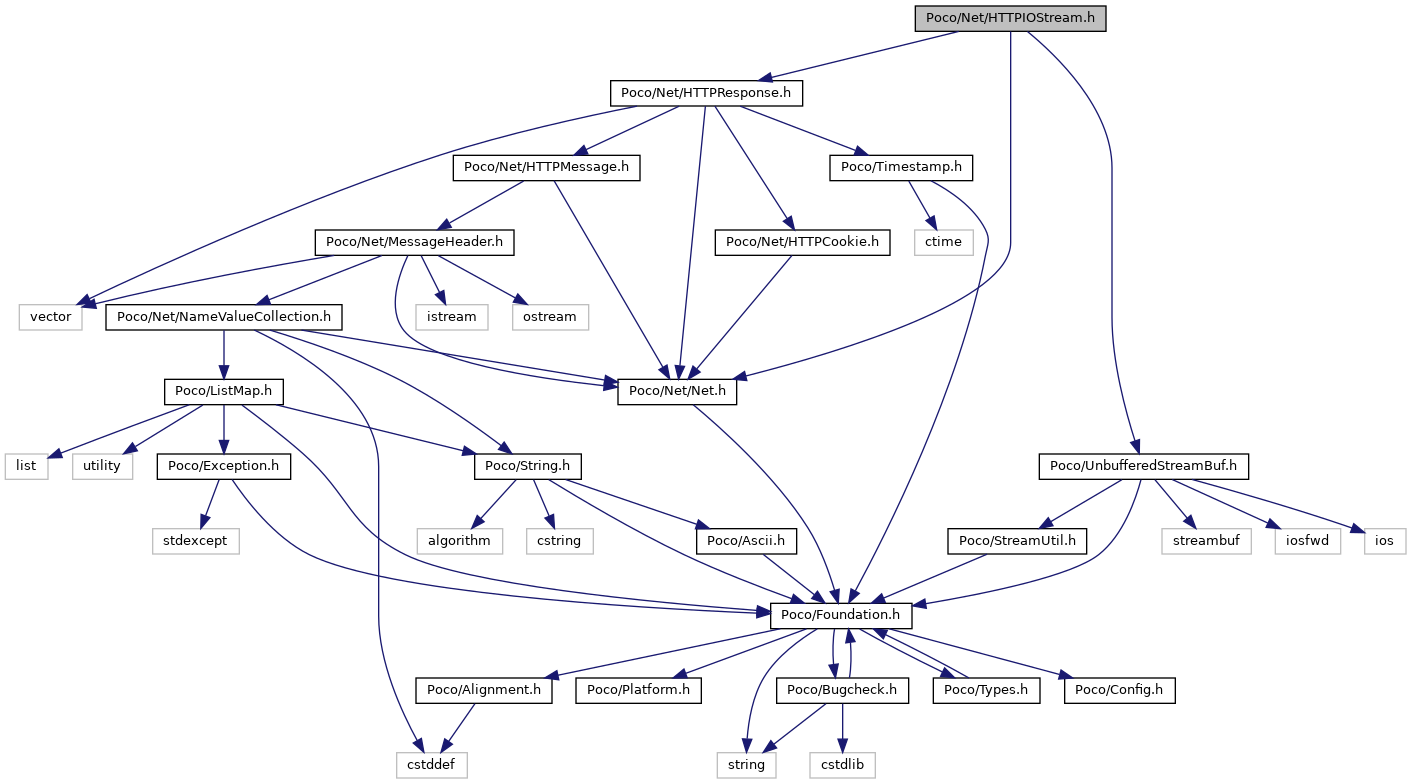 Poco/Net/HTTPIOStream.h
Poco/Net/HTTPResponse.h
Poco/Net/HTTPMessage.h
Poco/Timestamp.h
Poco/Net/MessageHeader.h
Poco/Net/HTTPCookie.h
ctime
vector
Poco/Net/NameValueCollection.h
istream
ostream
Poco/ListMap.h
Poco/Net/Net.h
list
utility
Poco/Exception.h
Poco/String.h
Poco/UnbufferedStreamBuf.h
stdexcept
algorithm
cstring
Poco/Ascii.h
Poco/StreamUtil.h
streambuf
iosfwd
ios
Poco/Foundation.h
Poco/Alignment.h
Poco/Platform.h
Poco/Bugcheck.h
Poco/Types.h
Poco/Config.h
cstddef
string
cstdlib